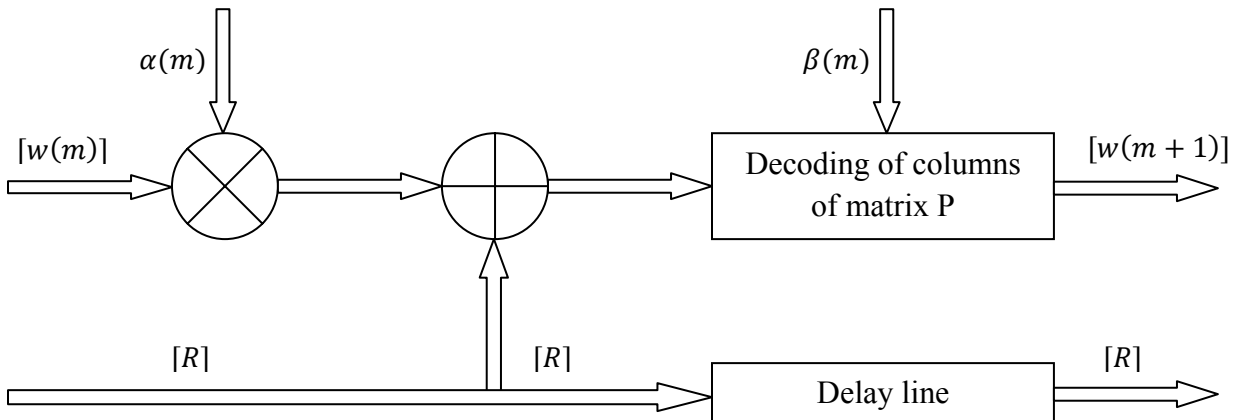 α(m)
β(m)
⌈w(m)⌉
Decoding of columns
of matrix P
[w(m + 1)]
⌈R⌉
⌈R⌉
Delay line
⌈R⌉